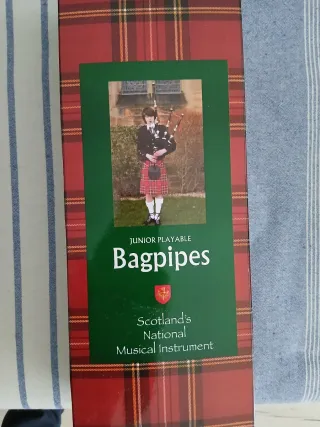 JUNIOR PLAYABLE
Bagpipes
Scotland's
National
Musical Instrument